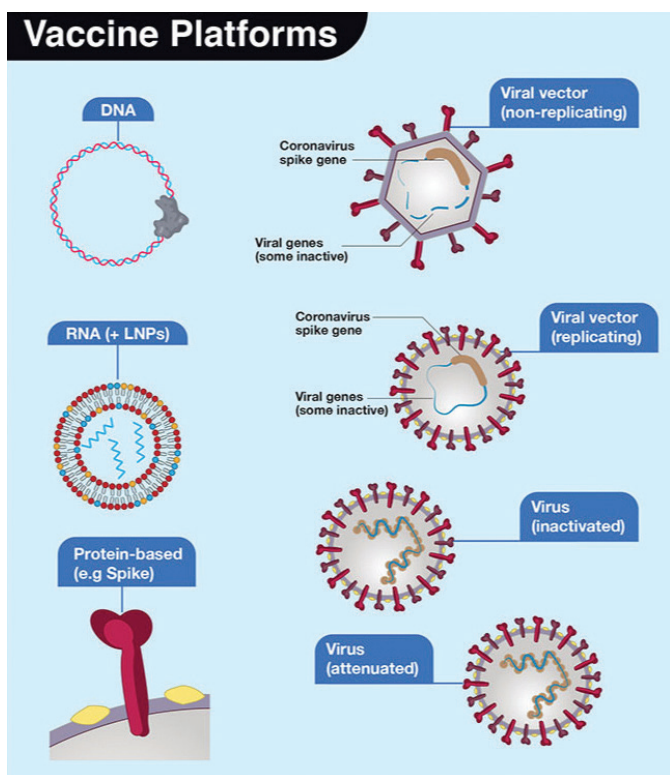 Vaccine Platforms
DNA
Viral vector
(non-replicating)
Coronavirus
spike gene
Viral genes
(some inactive)
RNA (+ LNPs)
Coronavirus
spike gene
Viral vector
(replicating)
Viral genes
(some inactive)
Virus
(inactivated)
Protein-based
(e.g Spike)
Virus
(attenuated)